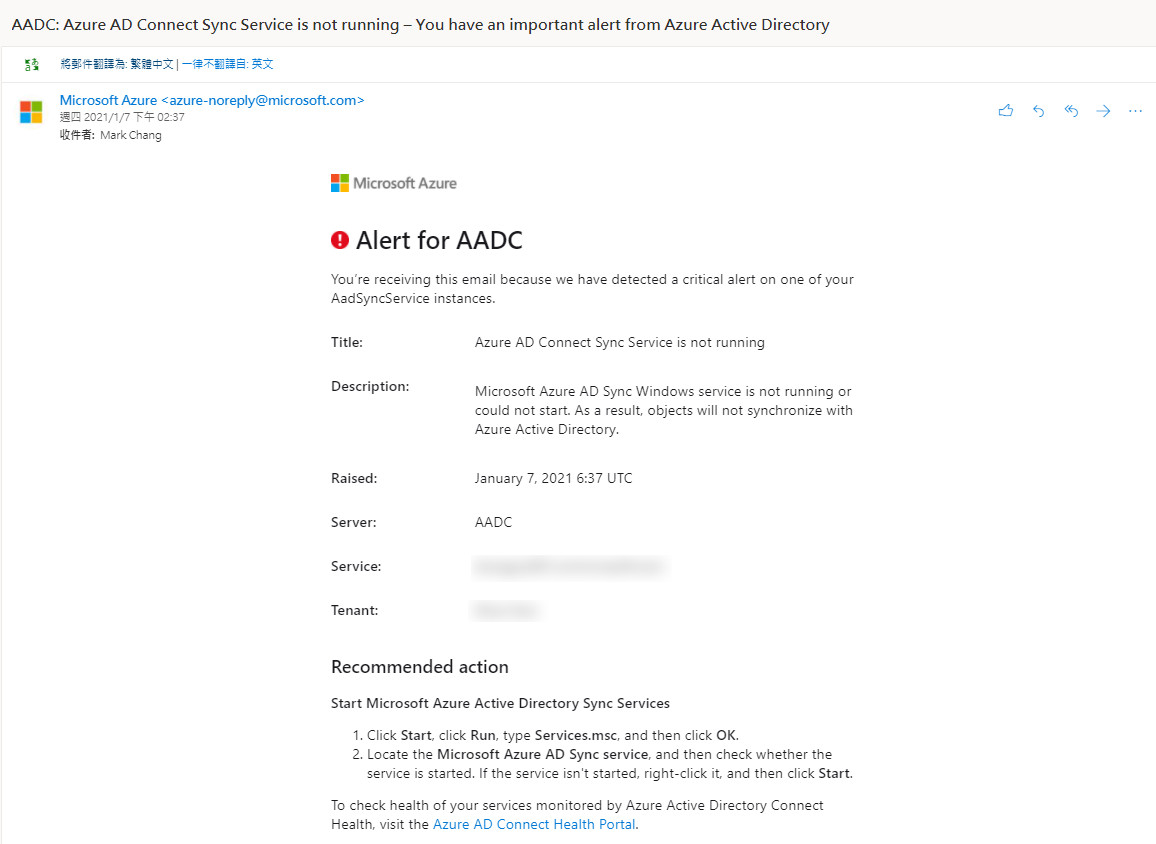 AADC: Azure AD Connect Sync Service is not running – You have an important alert from Azure Active Directory
將郵件翻譯為: 繁體中文 | 一律不翻譯自: 英文
Microsoft Azure <azure-noreply@microsoft.com>
週四 2021/1/7 下午 02:37
收件者: Mark Chang
Microsoft Azure
Alert for AADC
You're receiving this email because we have detected a critical alert on one of your
AadSyncService instances.
Title: Azure AD Connect Sync Service is not running
Description: Microsoft Azure AD Sync Windows service is not running or
could not start. As a result, objects will not synchronize with
Azure Active Directory.
Raised: January 7, 2021 6:37 UTC
Server: AADC
Service:
Tenant:
Recommended action
Start Microsoft Azure Active Directory Sync Services
1. Click Start, click Run, type Services.msc, and then click OK.
2. Locate the Microsoft Azure AD Sync service, and then check whether the
service is started. If the service isn't started, right-click it, and then click Start.
To check health of your services monitored by Azure Active Directory Connect
Health, visit the Azure AD Connect Health Portal.